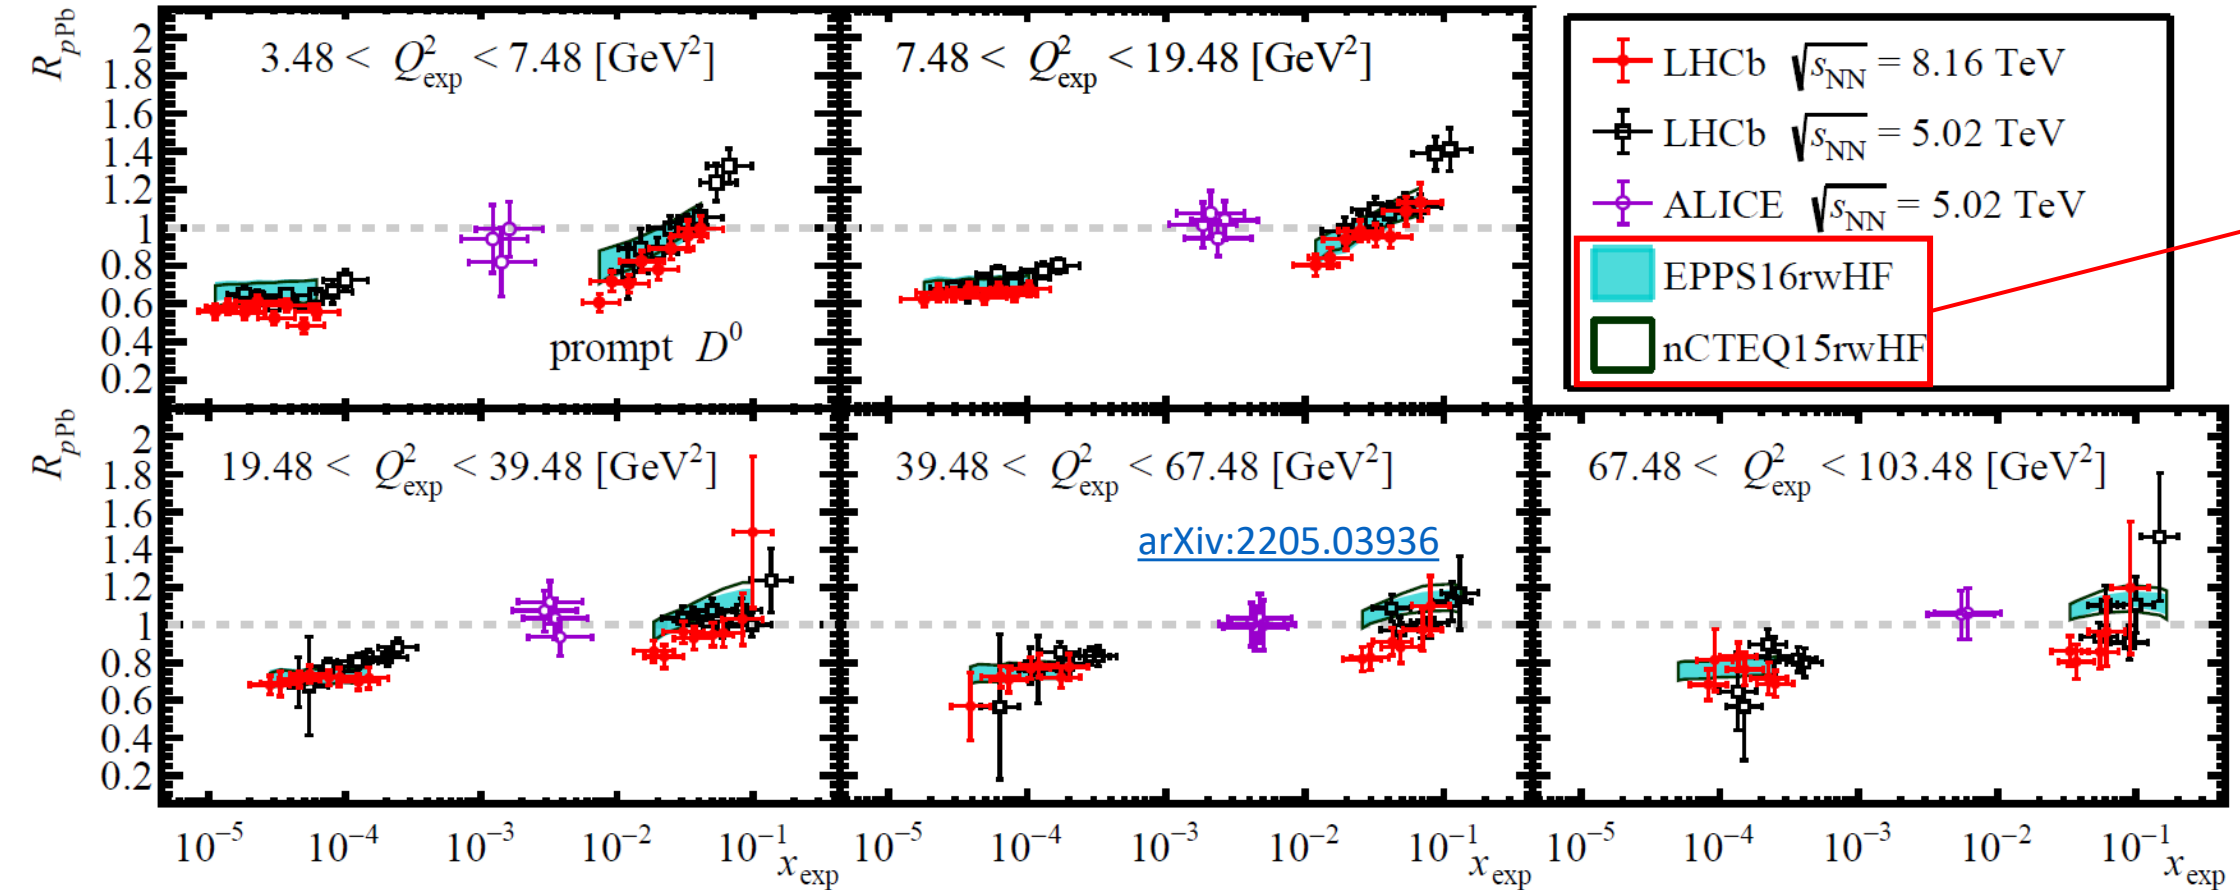 R_pPb
2
1.8
1.6
1.4
1.2
1
0.8
0.6
0.4
0.2
3.48 < Q²_exp < 7.48 [GeV²]
prompt D⁰
7.48 < Q²_exp < 19.48 [GeV²]
LHCb √s_NN = 8.16 TeV
LHCb √s_NN = 5.02 TeV
ALICE √s_NN = 5.02 TeV
EPPS16rwHF
nCTEQ15rwHF
R_pPb
2
1.8
1.6
1.4
1.2
1
0.8
0.6
0.4
0.2
19.48 < Q²_exp < 39.48 [GeV²]
39.48 < Q²_exp < 67.48 [GeV²]
arXiv:2205.03936
67.48 < Q²_exp < 103.48 [GeV²]
10⁻⁵ 10⁻⁴ 10⁻³ 10⁻² 10⁻¹ x_exp
10⁻⁵ 10⁻⁴ 10⁻³ 10⁻² 10⁻¹ x_exp
10⁻⁵ 10⁻⁴ 10⁻³ 10⁻² 10⁻¹ x_exp